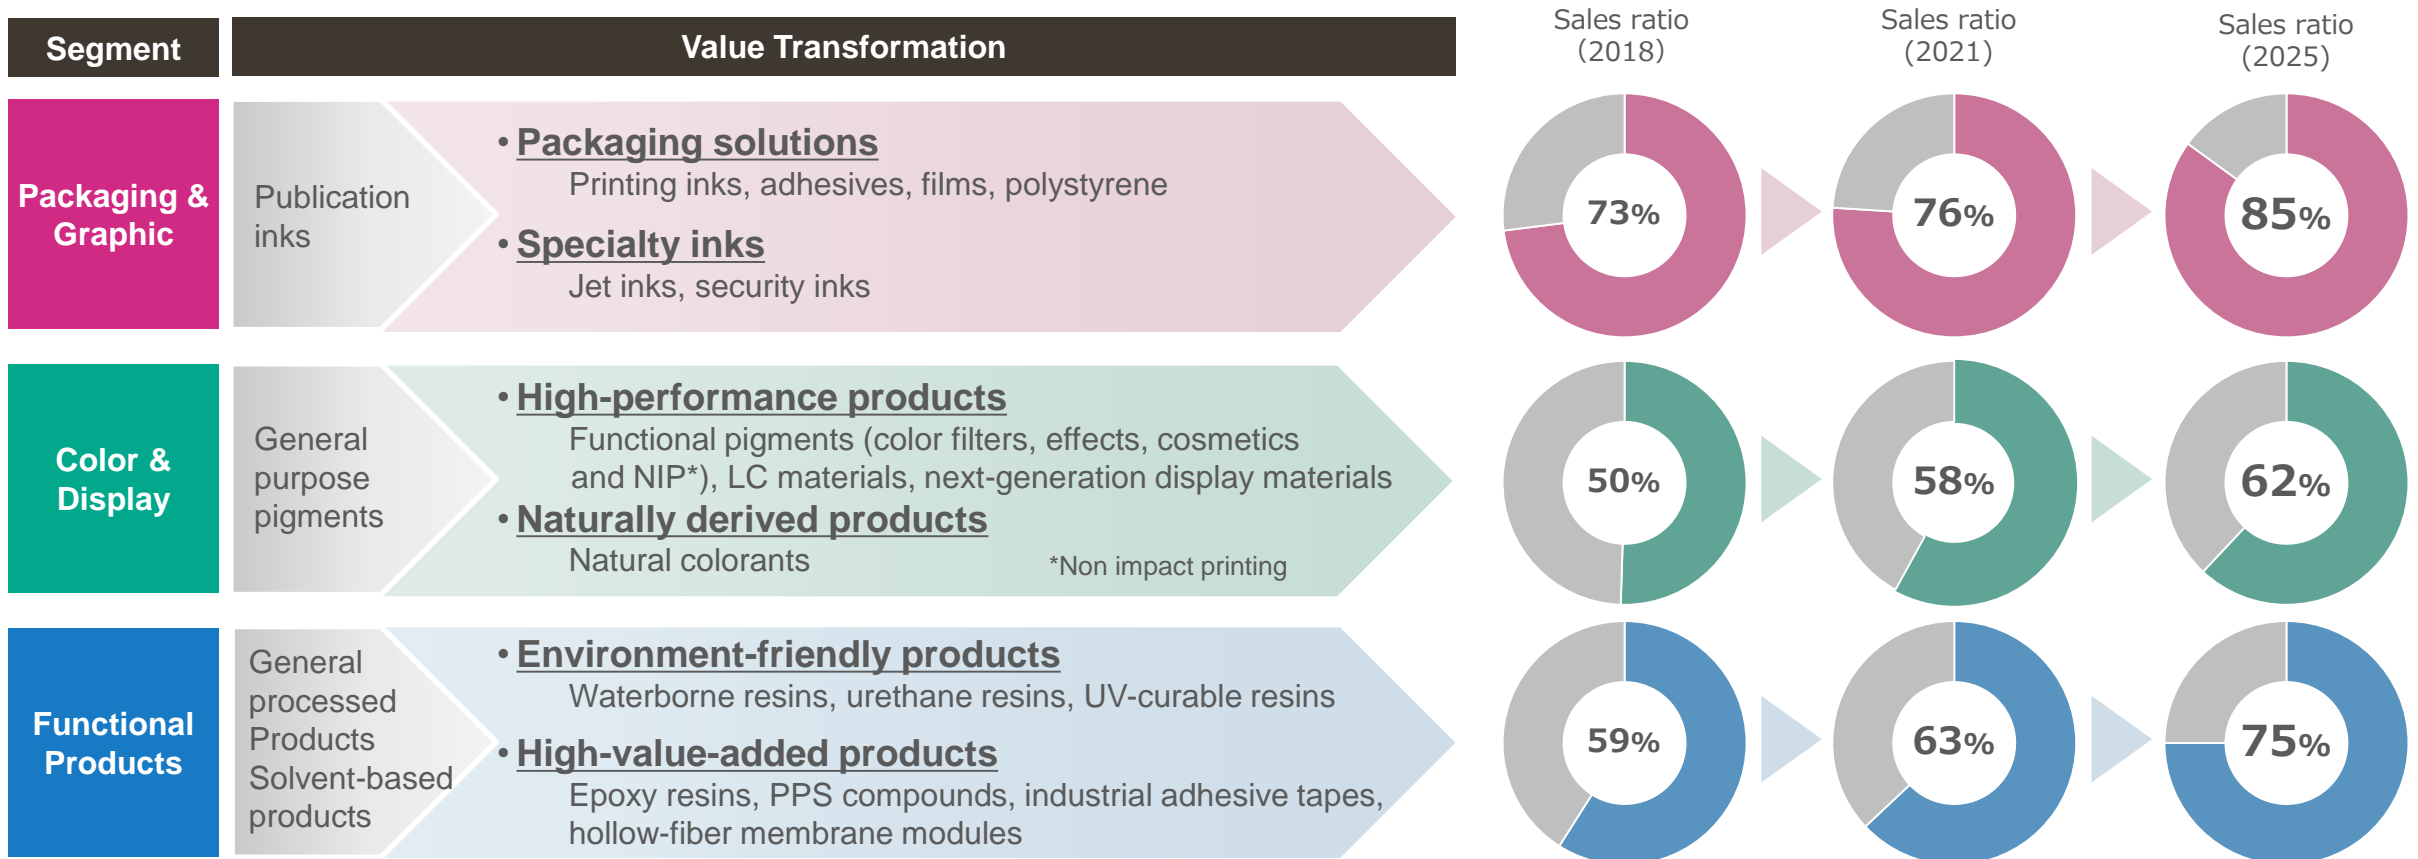 Segment
Value Transformation
Sales ratio
(2018)
Sales ratio
(2021)
Sales ratio
(2025)
Packaging &
Graphic
Publication
inks
• Packaging solutions
Printing inks, adhesives, films, polystyrene
• Specialty inks
Jet inks, security inks
73%
76%
85%
Color &
Display
General
purpose
pigments
• High-performance products
Functional pigments (color filters, effects, cosmetics
and NIP*), LC materials, next-generation display materials
• Naturally derived products
Natural colorants
*Non impact printing
50%
58%
62%
Functional
Products
General
processed
Products
Solvent-based
products
• Environment-friendly products
Waterborne resins, urethane resins, UV-curable resins
• High-value-added products
Epoxy resins, PPS compounds, industrial adhesive tapes,
hollow-fiber membrane modules
59%
63%
75%